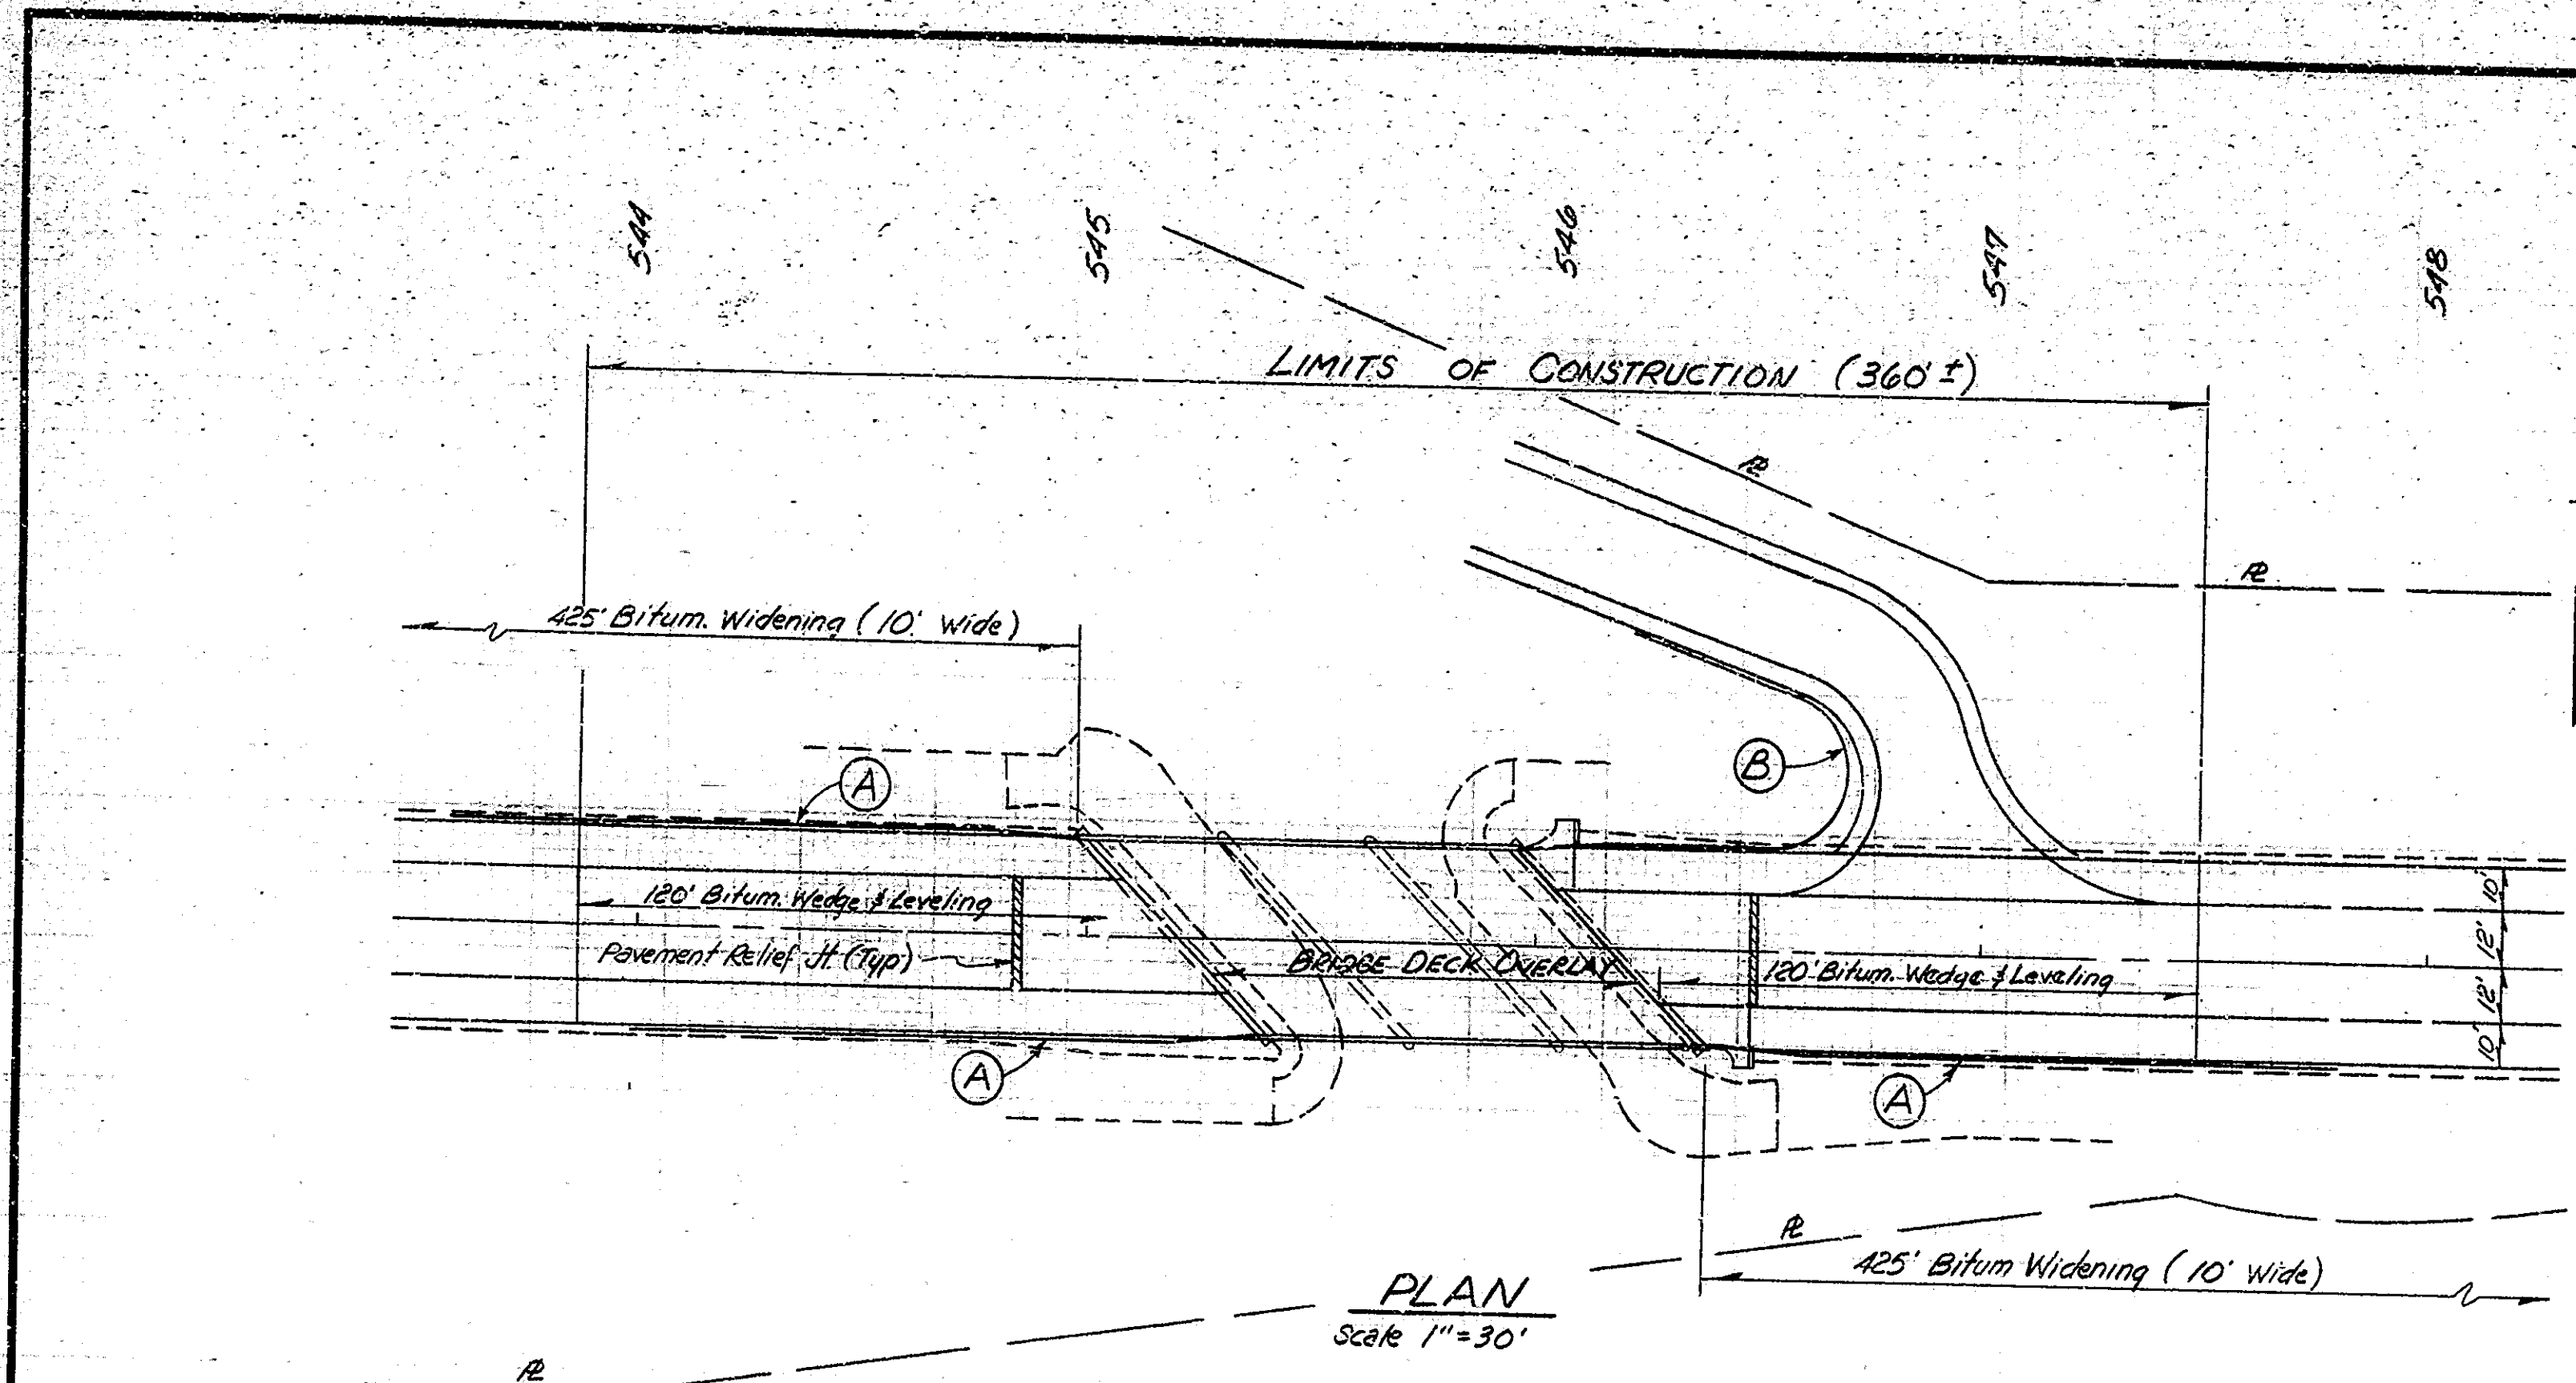 544
545
546
547
548
LIMITS OF CONSTRUCTION (360' ±)
℄
℄
425' Bitum. Widening (10' Wide)
A
B
120' Bitum. Wedge & Leveling
Pavement Relief Jt. (Typ)
BRIDGE DECK OVERLAY
120' Bitum. Wedge & Leveling
10'
12'
12'
10'
A
A
425' Bitum Widening (10' Wide)
PLAN
Scale 1"=30'